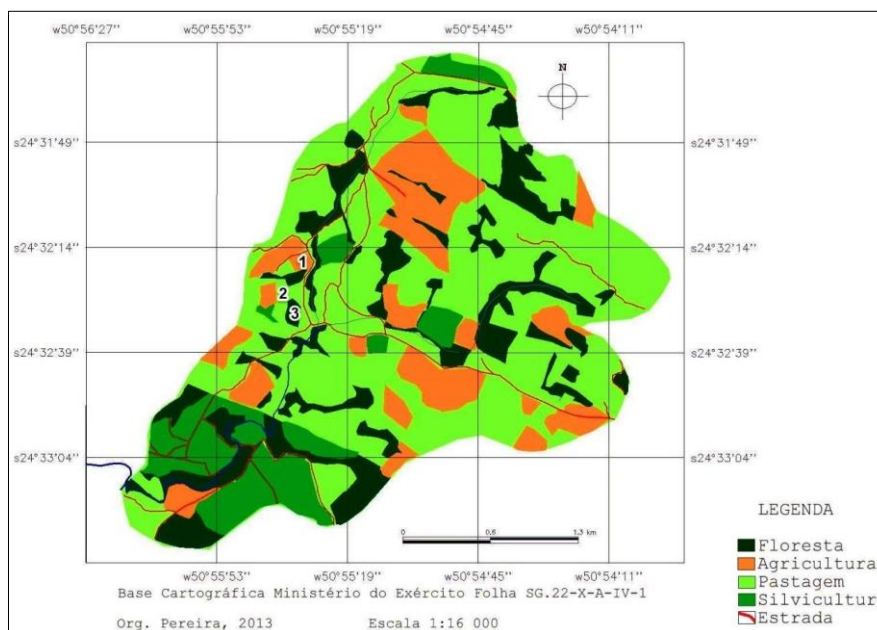 w50°56'27'' w50°55'53'' w50°55'19'' w50°54'45'' w50°54'11''
N
s24°31'49'' s24°31'49''
s24°32'14'' s24°32'14''
1
2
3
s24°32'39'' s24°32'39''
s24°33'04'' s24°33'04''
0 0,6 1,3 km
LEGENDA
Floresta
Agricultura
Pastagem
Silvicultur
Estrada
w50°55'53'' w50°55'19'' w50°54'45'' w50°54'11''
Base Cartográfica Ministério do Exército Folha SG.22-X-A-IV-1
Org. Pereira, 2013 Escala 1:16 000